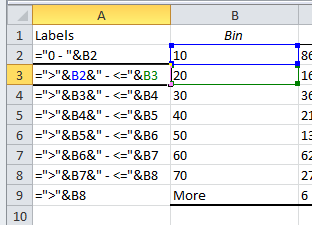 A B
1 Labels Bin
2 ="0 - "&B2 10 86
3 =">"&B2&" - <="&B3 20 16
4 =">"&B3&" - <="&B4 30 36
5 =">"&B4&" - <="&B5 40 21
6 =">"&B5&" - <="&B6 50 13
7 =">"&B6&" - <="&B7 60 62
8 =">"&B7&" - <="&B8 70 27
9 =">"&B8 More 6
10